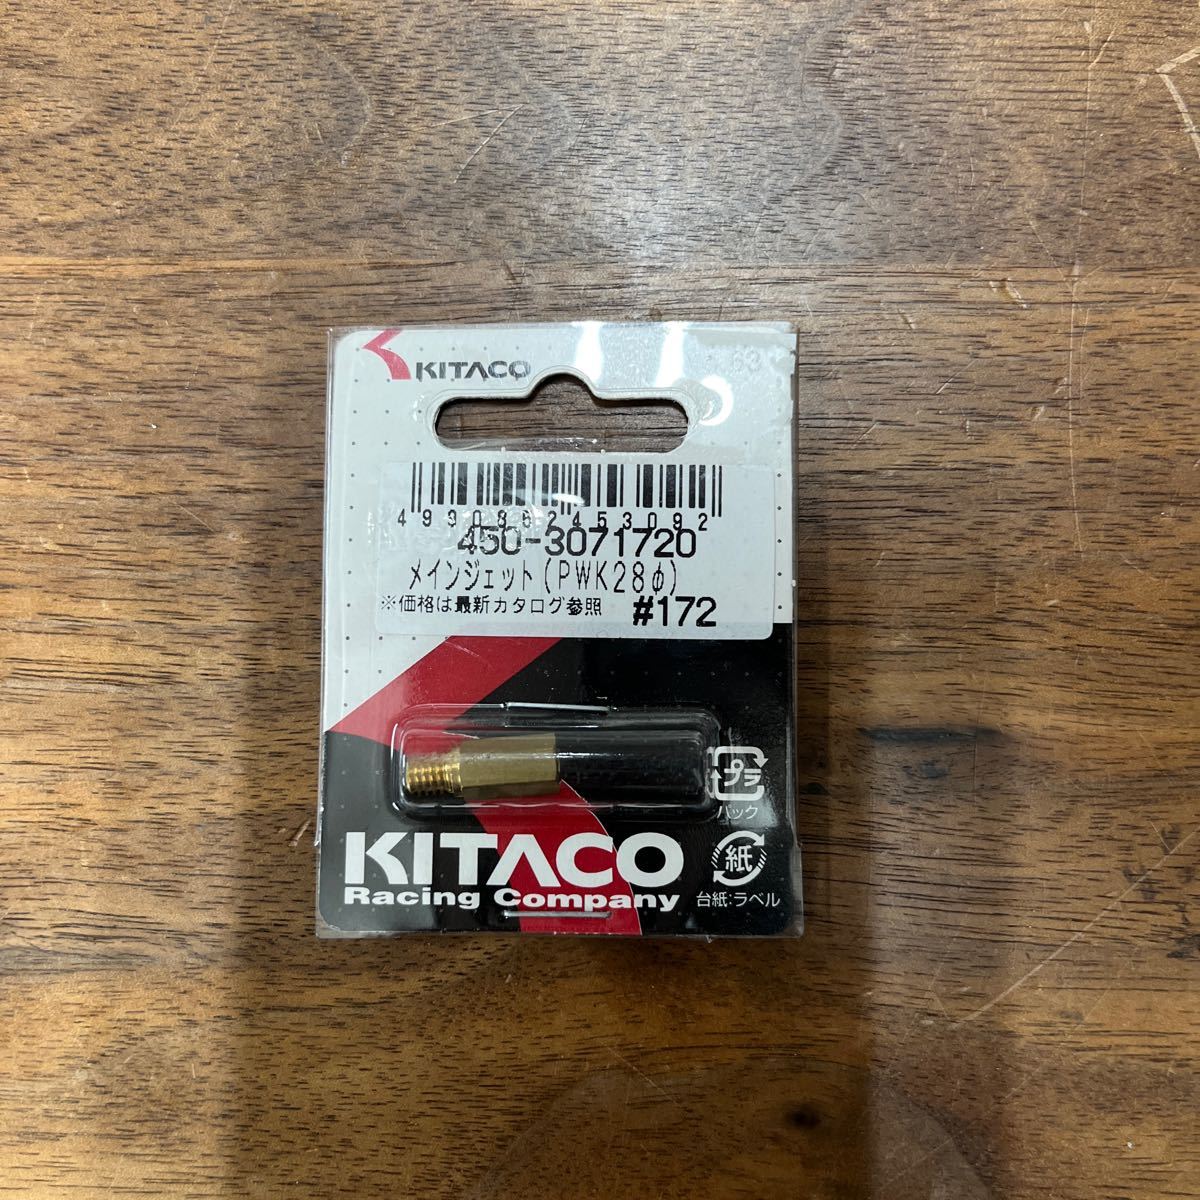 KITACO
63
4990852453092
450-3071720
メインジェット(PWK28φ)
※価格は最新カタログ参照 #172
プラ
パック
KITACO
Racing Company
紙
台紙:ラベル